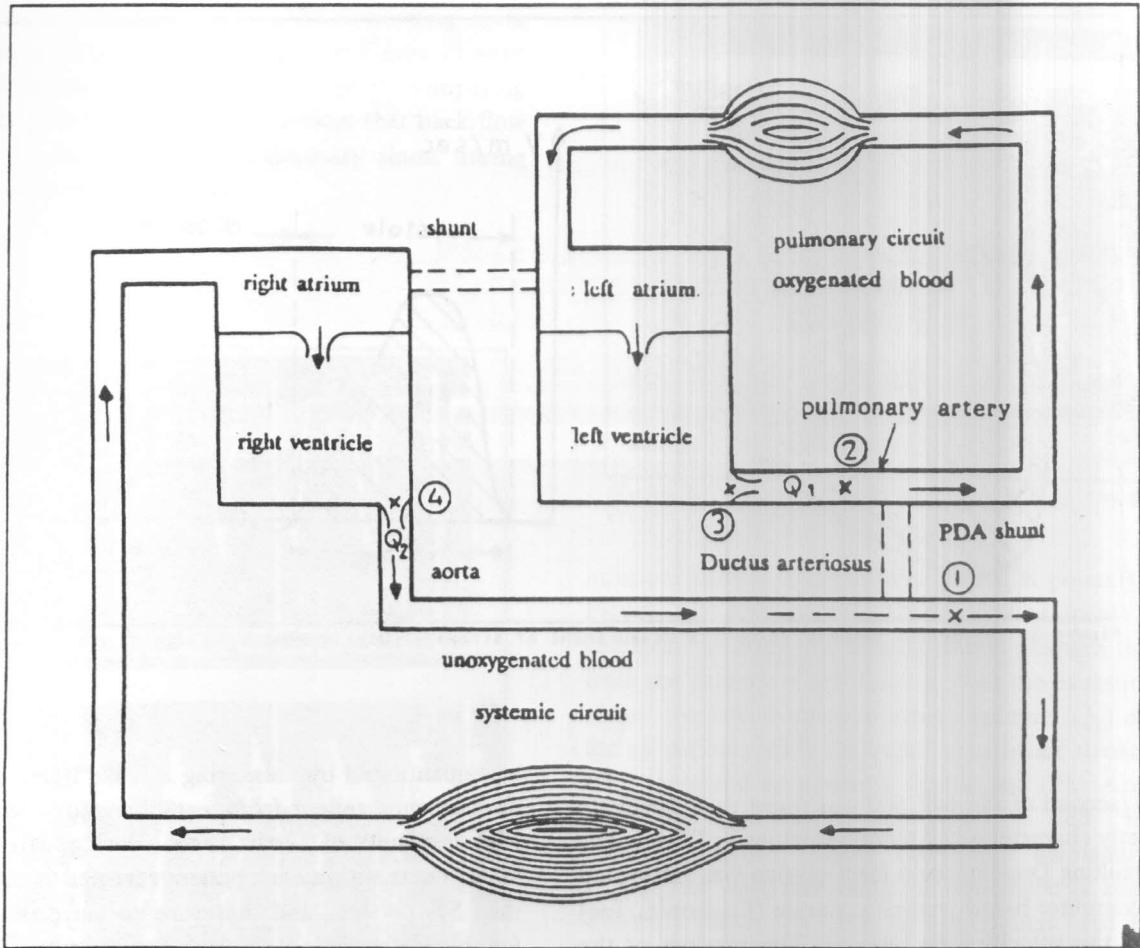 m/sec
shunt
right atrium
: left atrium.
pulmonary circuit
oxygenated blood
pulmonary artery
right ventricle
left ventricle
②
Q1
④
③
Q2
PDA shunt
Ductus arteriosus
aorta
①
unoxygenated blood
systemic circuit